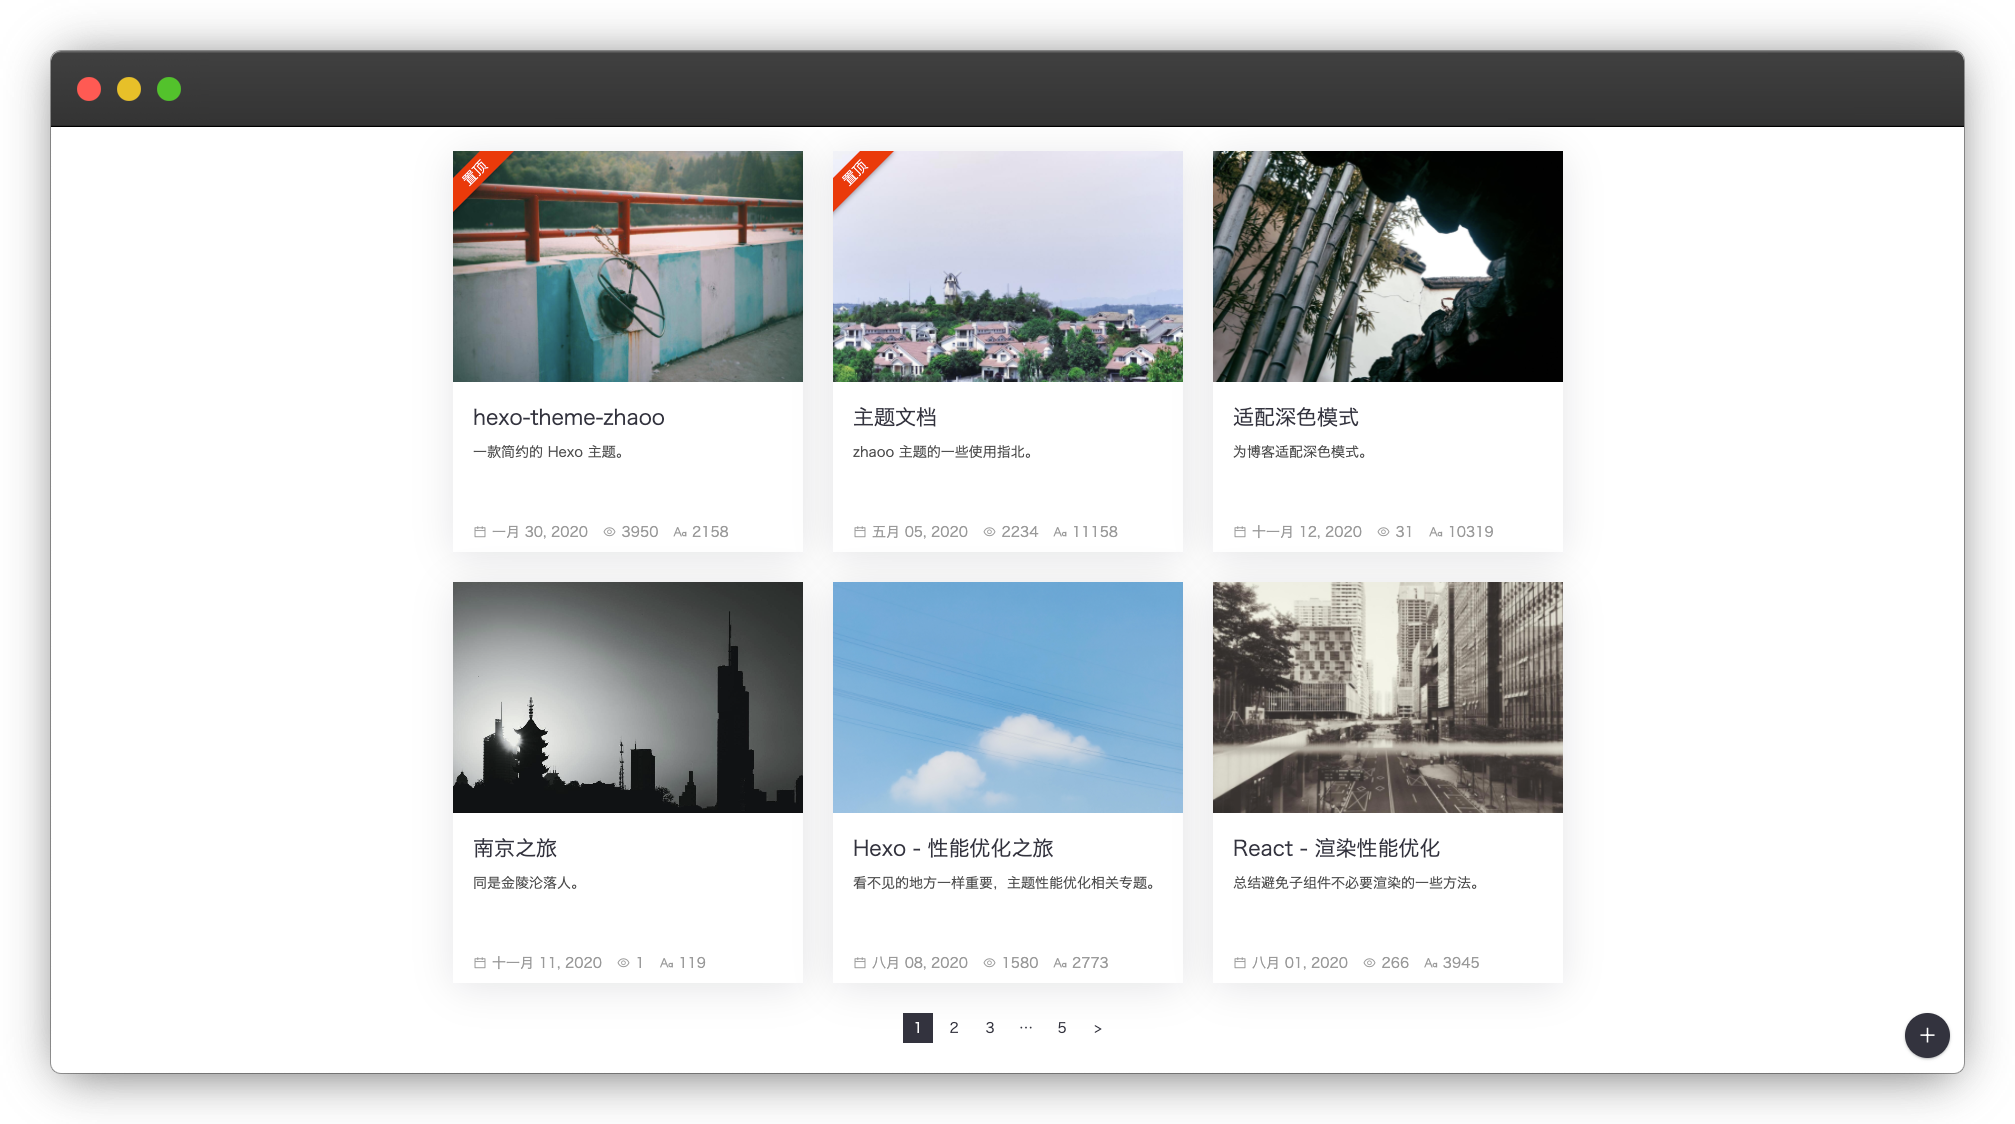 置顶
hexo-theme-zhaoo
一款简约的 Hexo 主题。
一月 30, 2020 3950 Aa 2158
置顶
主题文档
zhaoo 主题的一些使用指北。
五月 05, 2020 2234 Aa 11158
适配深色模式
为博客适配深色模式。
十一月 12, 2020 31 Aa 10319
南京之旅
同是金陵沦落人。
十一月 11, 2020 1 Aa 119
Hexo - 性能优化之旅
看不见的地方一样重要，主题性能优化相关专题。
八月 08, 2020 1580 Aa 2773
React - 渲染性能优化
总结避免子组件不必要渲染的一些方法。
八月 01, 2020 266 Aa 3945
1 2 3 … 5 >